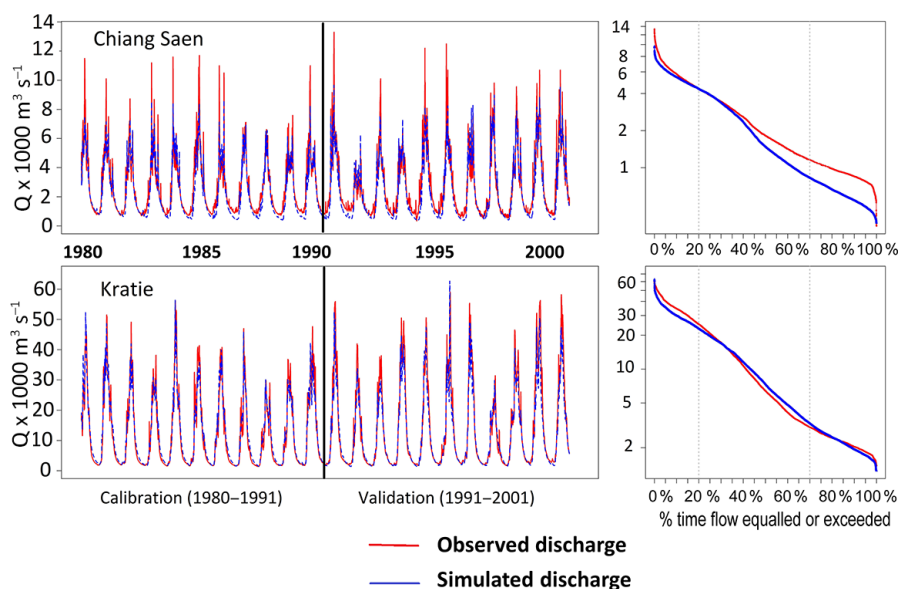 Chiang Saen
Q x 1000 m³ s⁻¹
14
12
10
8
6
4
2
0
1980 1985 1990 1995 2000
14
8
6
4
2
1
0 % 20 % 40 % 60 % 80 % 100 %
Kratie
Q x 1000 m³ s⁻¹
60
50
40
30
20
10
0
Calibration (1980–1991) Validation (1991–2001)
60
30
20
10
5
2
0 % 20 % 40 % 60 % 80 % 100 %
% time flow equalled or exceeded
Observed discharge
Simulated discharge